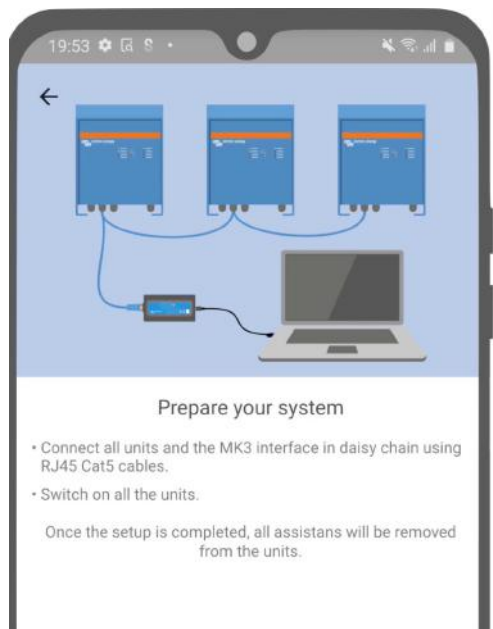 19:53
Prepare your system
• Connect all units and the MK3 interface in daisy chain using
RJ45 Cat5 cables.
• Switch on all the units.
Once the setup is completed, all assistans will be removed
from the units.